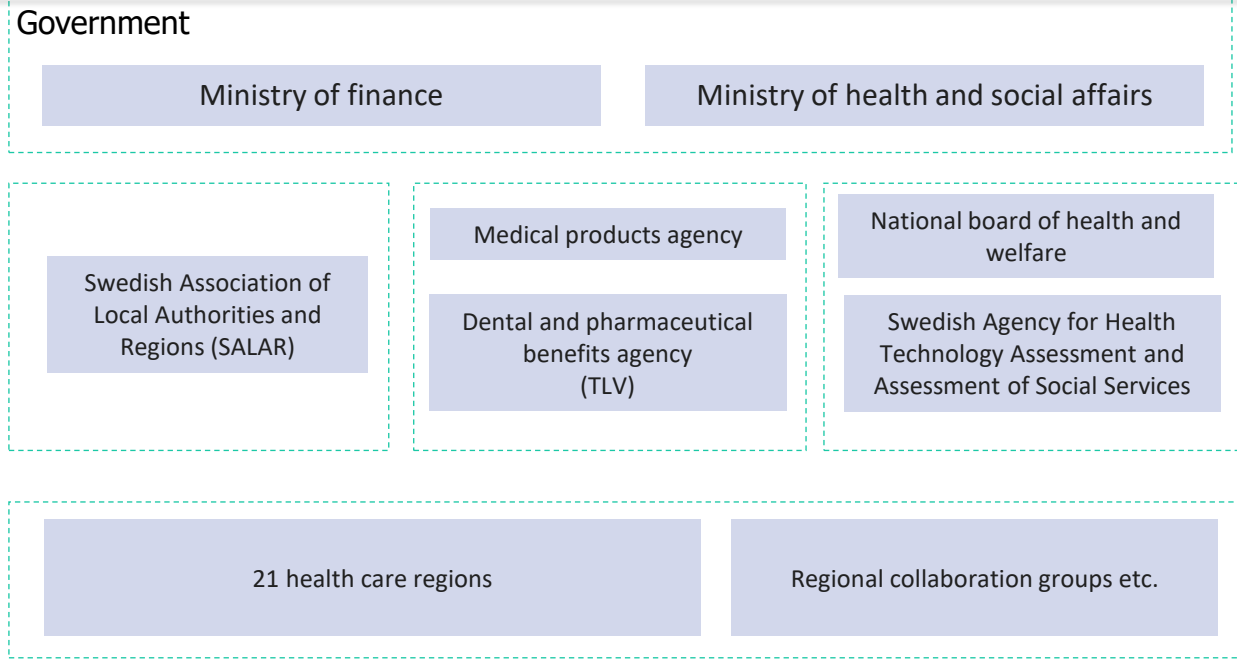 Government
Ministry of finance
Ministry of health and social affairs
Swedish Association of
Local Authorities and
Regions (SALAR)
Medical products agency
Dental and pharmaceutical
benefits agency
(TLV)
National board of health and
welfare
Swedish Agency for Health
Technology Assessment and
Assessment of Social Services
21 health care regions
Regional collaboration groups etc.